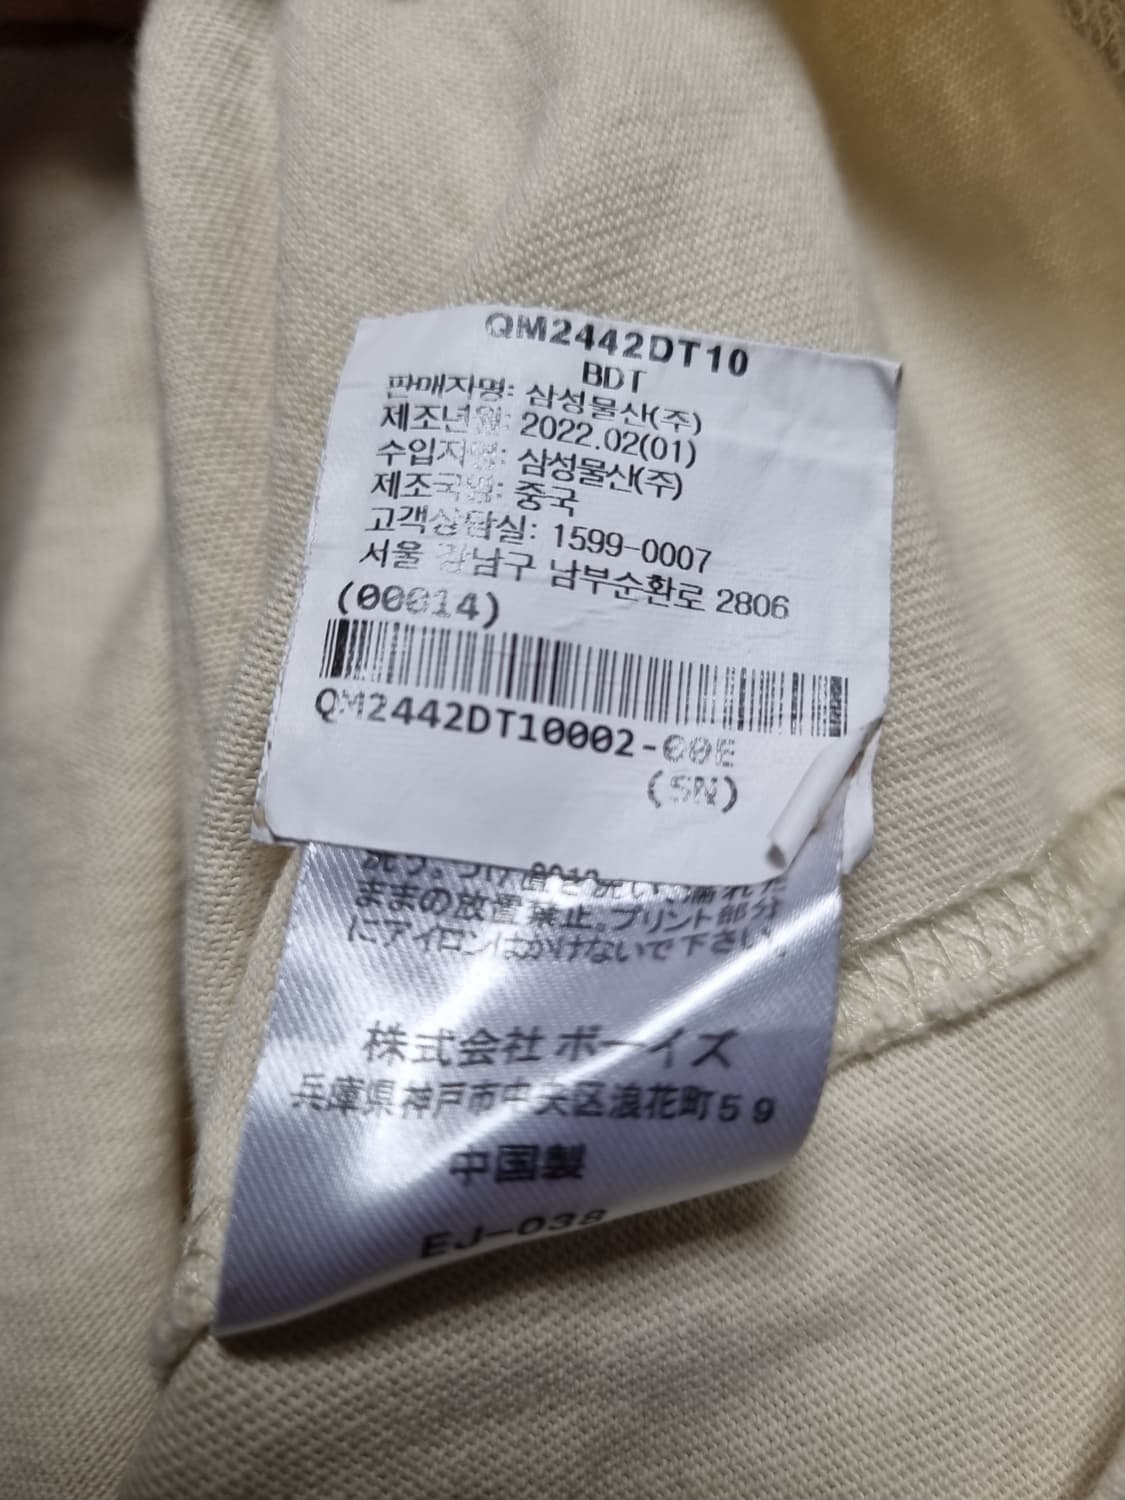 QM2442DT10
BDT
판매자명: 삼성물산(주)
제조년월: 2022.02(01)
수입자명: 삼성물산(주)
제조국명: 중국
고객상담실: 1599-0007
서울 강남구 남부순환로 2806
(00014)
QM2442DT10002-00E
(SN)
ままの放置禁止。プリント部分
にアイロンはかけないで下さい。
株式会社 ボーイズ
兵庫県神戸市中央区浪花町59
中国製
EJ-038